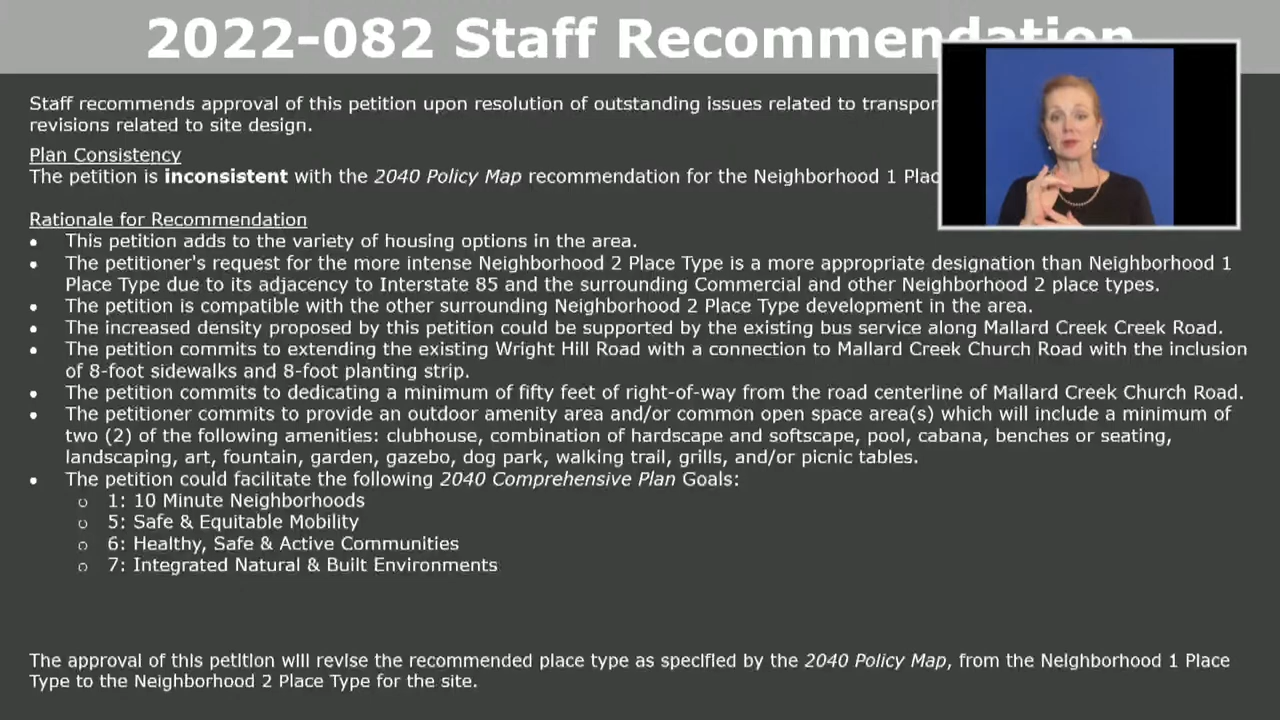 2022-082 Staff Recommendation
Staff recommends approval of this petition upon resolution of outstanding issues related to
revisions related to site design.
Plan Consistency
The petition is inconsistent with the 2040 Policy Map recommendation for the Neighborhood 1
Rationale for Recommendation
• This petition adds to the variety of housing options in the area.
• The petitioner's request for the more intense Neighborhood 2 Place Type is a more appropriate designation than Neighborhood 1
Place Type due to its adjacency to Interstate 85 and the surrounding Commercial and other Neighborhood 2 place types.
• The petition is compatible with the other surrounding Neighborhood 2 Place Type development in the area.
• The increased density proposed by this petition could be supported by the existing bus service along Mallard Creek Creek Road.
• The petition commits to extending the existing Wright Hill Road with a connection to Mallard Creek Church Road with the inclusion
of 8-foot sidewalks and 8-foot planting strip.
• The petition commits to dedicating a minimum of fifty feet of right-of-way from the road centerline of Mallard Creek Church Road.
• The petitioner commits to provide an outdoor amenity area and/or common open space area(s) which will include a minimum of
two (2) of the following amenities: clubhouse, combination of hardscape and softscape, pool, cabana, benches or seating,
landscaping, art, fountain, garden, gazebo, dog park, walking trail, grills, and/or picnic tables.
• The petition could facilitate the following 2040 Comprehensive Plan Goals:
o 1: 10 Minute Neighborhoods
o 5: Safe & Equitable Mobility
o 6: Healthy, Safe & Active Communities
o 7: Integrated Natural & Built Environments
The approval of this petition will revise the recommended place type as specified by the 2040 Policy Map, from the Neighborhood 1 Place
Type to the Neighborhood 2 Place Type for the site.